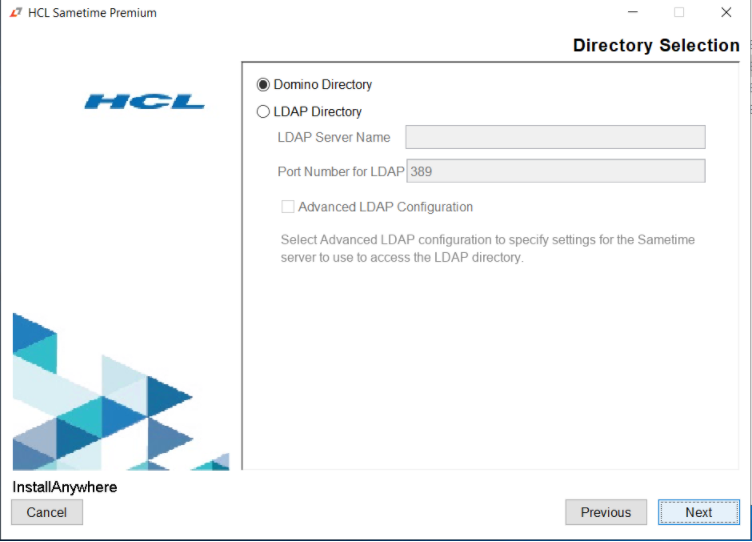 HCL Sametime Premium
Directory Selection
HCL
Domino Directory
LDAP Directory
LDAP Server Name
Port Number for LDAP 389
Advanced LDAP Configuration
Select Advanced LDAP configuration to specify settings for the Sametime
server to use to access the LDAP directory.
InstallAnywhere
Cancel
Previous
Next